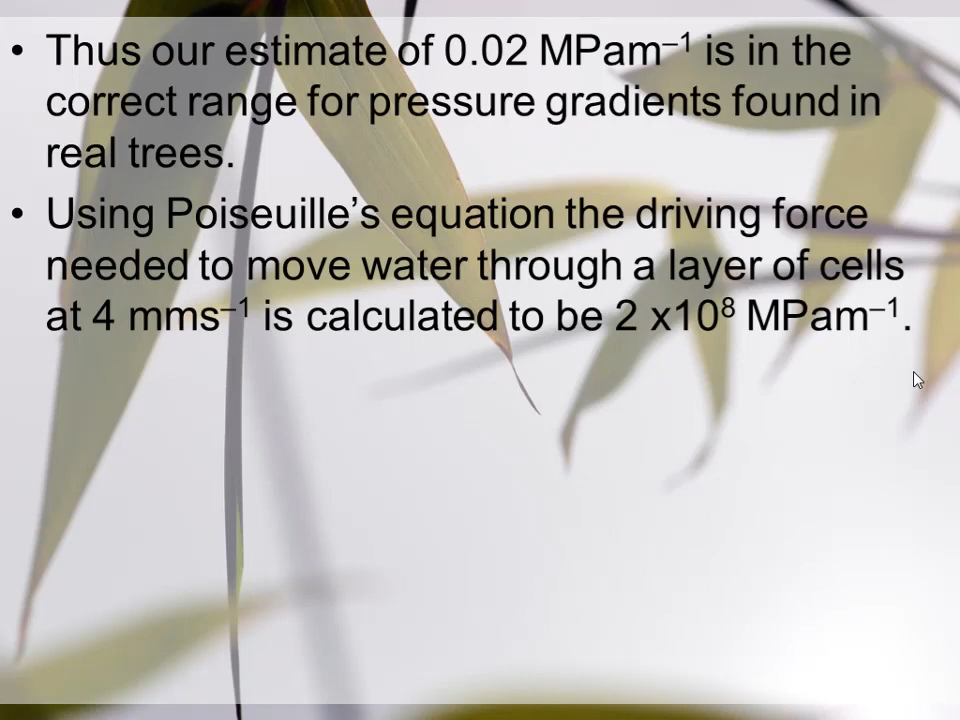 • Thus our estimate of 0.02 MPam⁻¹ is in the
correct range for pressure gradients found in
real trees.
• Using Poiseuille’s equation the driving force
needed to move water through a layer of cells
at 4 mms⁻¹ is calculated to be 2 x10⁸ MPam⁻¹.